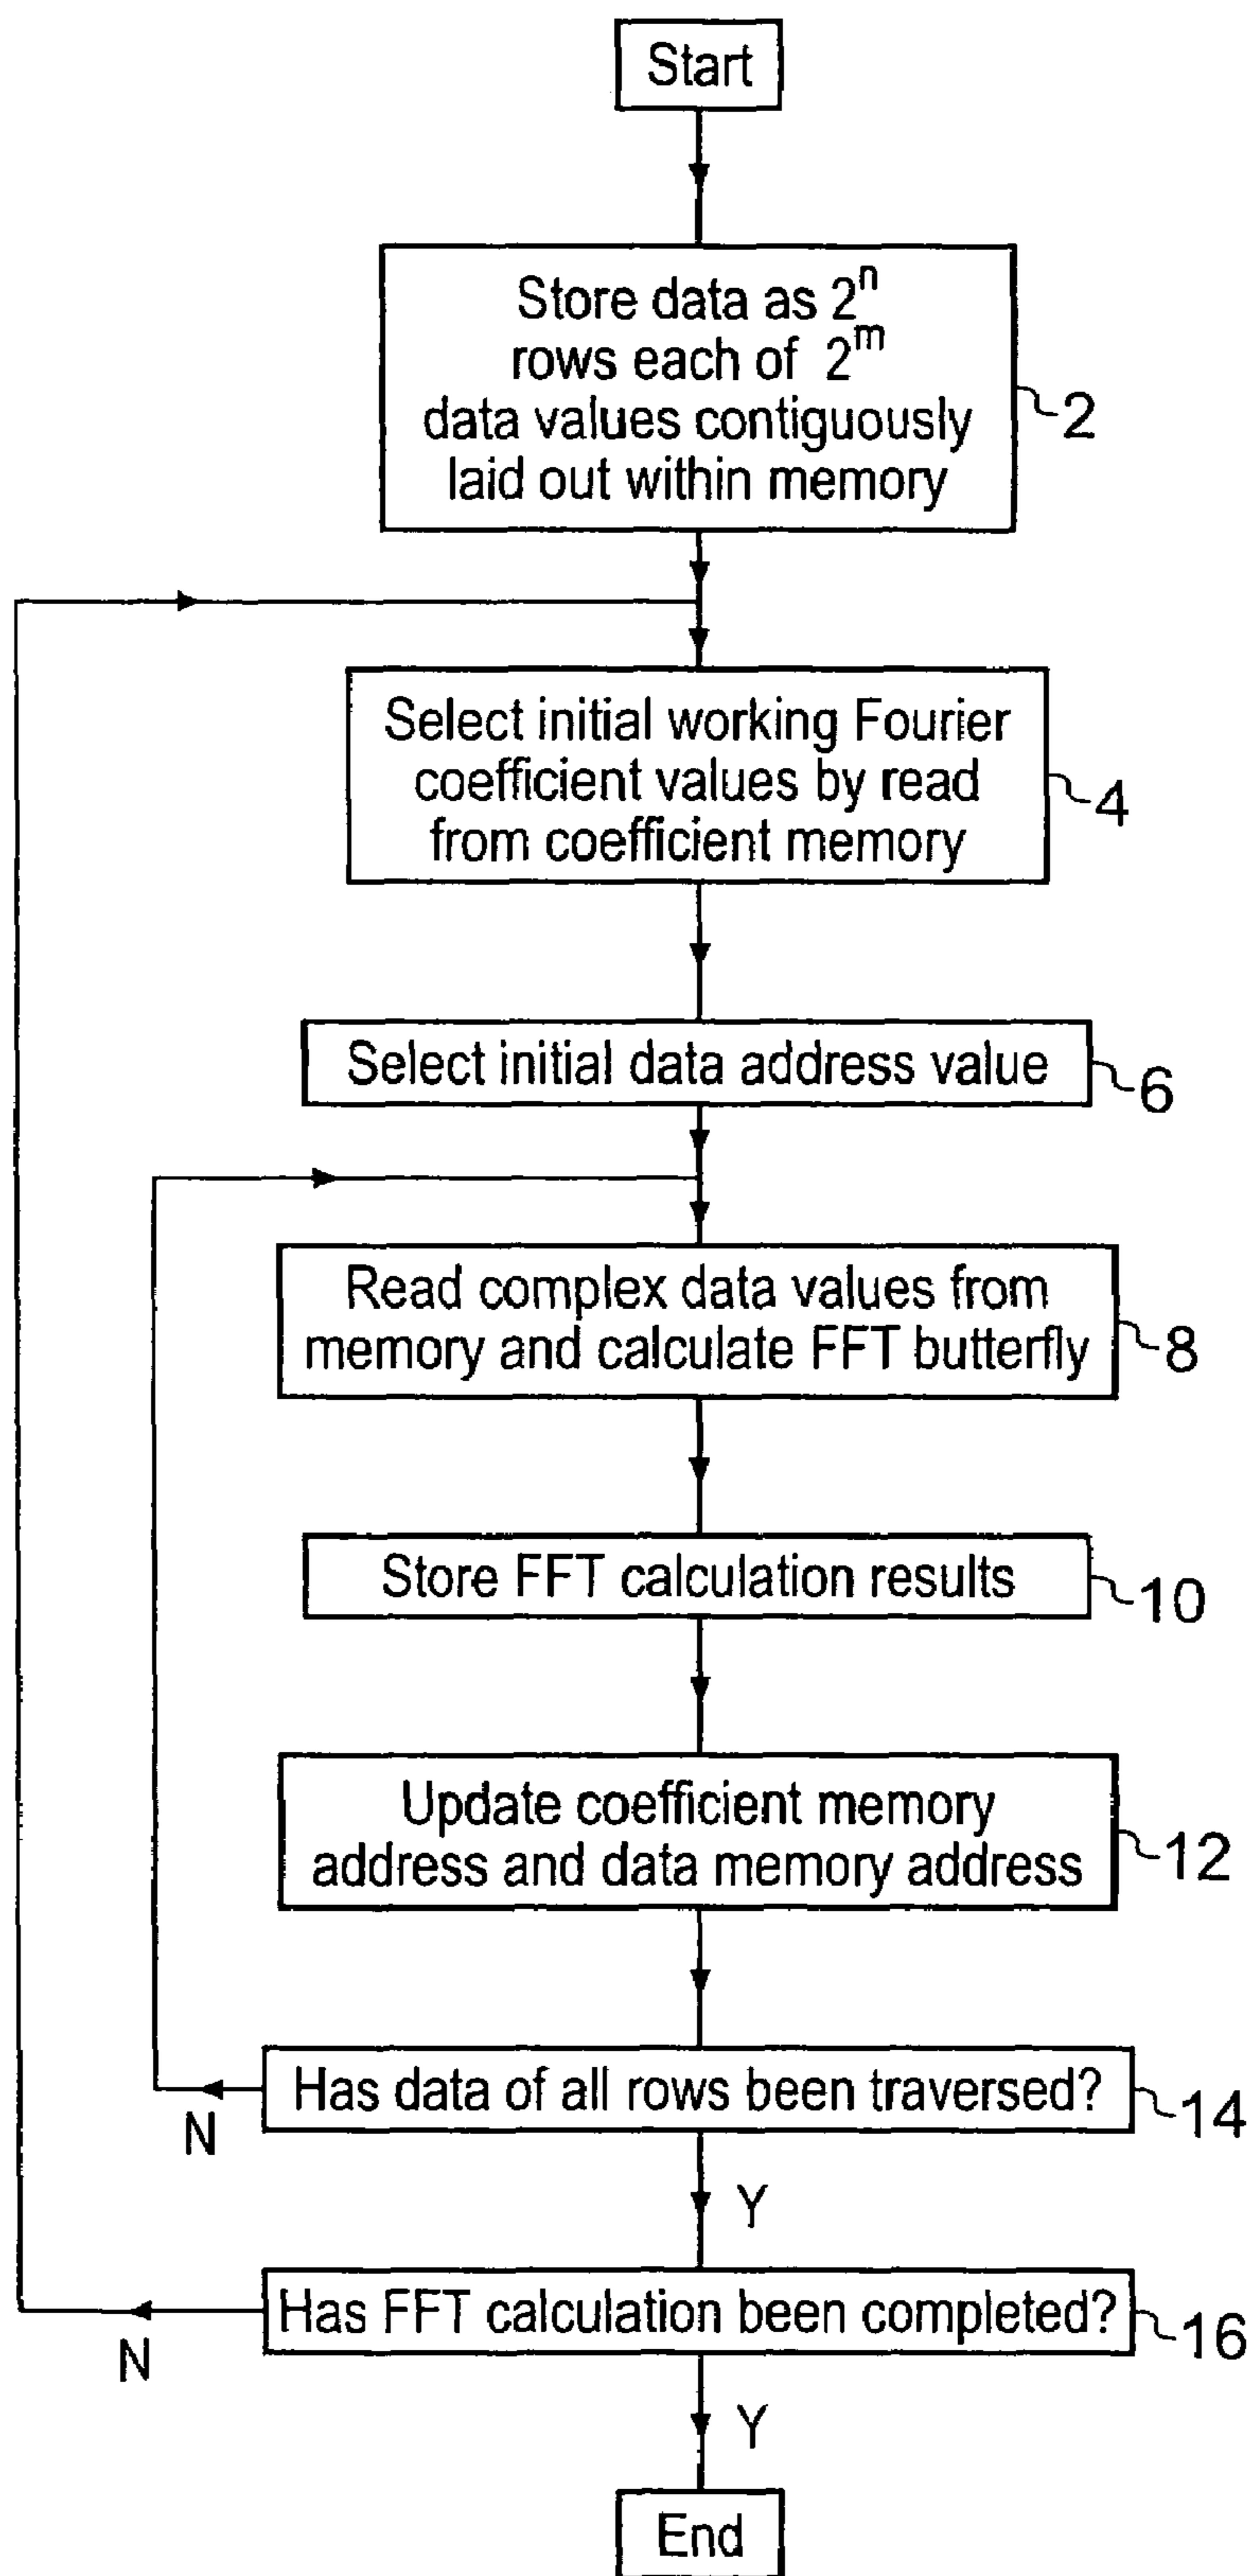 Start
Store data as 2ⁿ
rows each of 2ᵐ
data values contiguously
laid out within memory
2
Select initial working Fourier
coefficient values by read
from coefficient memory
4
Select initial data address value
6
Read complex data values from
memory and calculate FFT butterfly
8
Store FFT calculation results
10
Update coefficient memory
address and data memory address
12
Has data of all rows been traversed?
14
N
Y
Has FFT calculation been completed?
16
N
Y
End